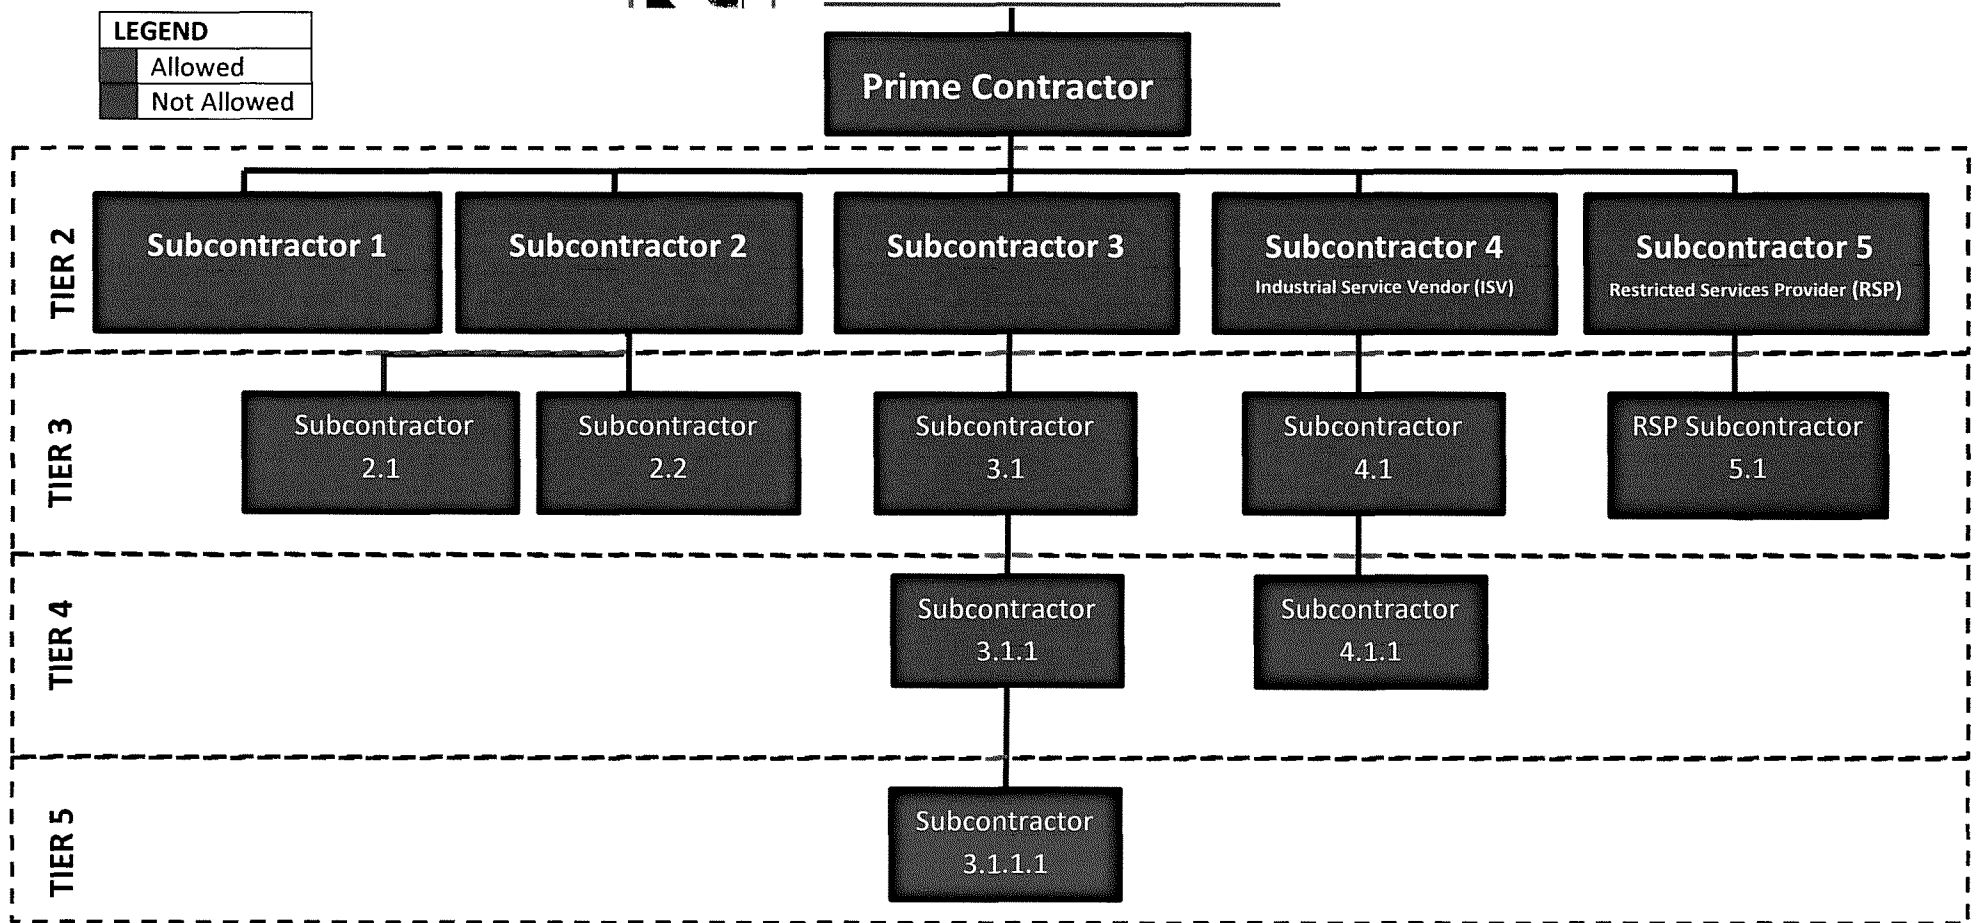 LEGEND
Allowed
Not Allowed
Prime Contractor
TIER 2
Subcontractor 1
Subcontractor 2
Subcontractor 3
Subcontractor 4
Industrial Service Vendor (ISV)
Subcontractor 5
Restricted Services Provider (RSP)
TIER 3
Subcontractor
2.1
Subcontractor
2.2
Subcontractor
3.1
Subcontractor
4.1
RSP Subcontractor
5.1
TIER 4
Subcontractor
3.1.1
Subcontractor
4.1.1
TIER 5
Subcontractor
3.1.1.1